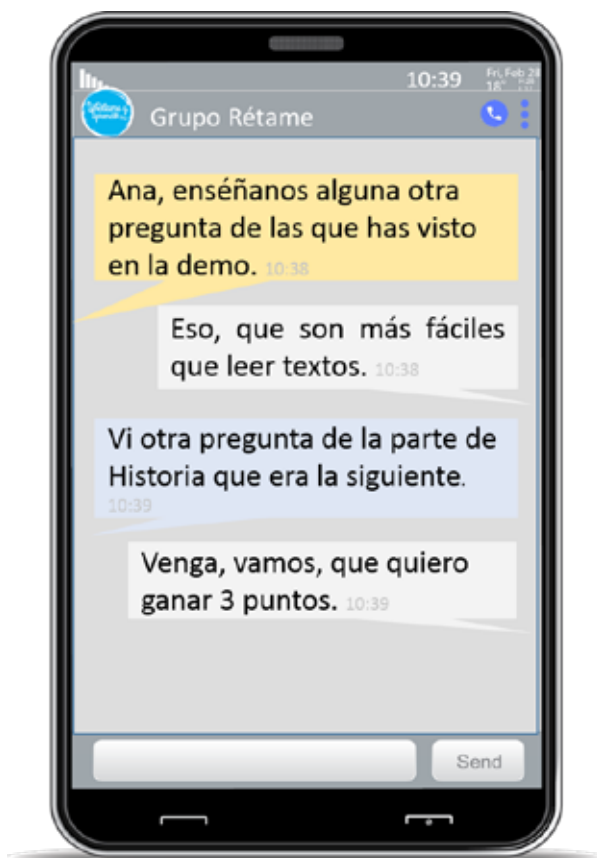 10:39
Fri, Feb 28
18°
Grupo Rétame
Ana, enséñanos alguna otra
pregunta de las que has visto
en la demo. 10:38
Eso, que son más fáciles
que leer textos. 10:38
Vi otra pregunta de la parte de
Historia que era la siguiente.
10:39
Venga, vamos, que quiero
ganar 3 puntos. 10:39
Send